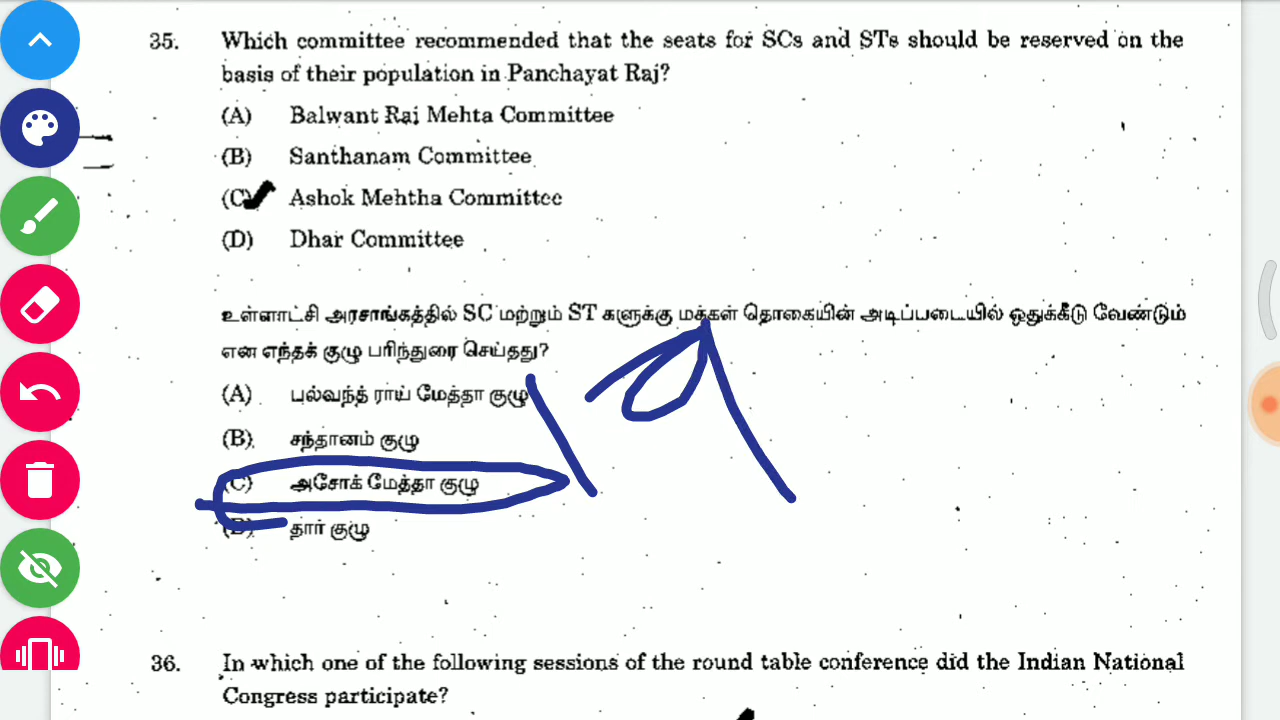 35. Which committee recommended that the seats for SCs and STs should be reserved on the
basis of their population in Panchayat Raj?
(A) Balwant Rai Mehta Committee
(B) Santhanam Committee
(C) Ashok Mehtha Committee
(D) Dhar Committee
உள்ளாட்சி அரசாங்கத்தில் SC மற்றும் ST களுக்கு மக்கள் தொகையின் அடிப்படையில் ஒதுக்கீடு வேண்டும்
என எந்தக் குழு பரிந்துரை செய்தது?
(A) பல்வந்த் ராய் மேத்தா குழு
(B) சந்தானம் குழு
(C) அசோக் மேத்தா குழு
(D) தார் குழு
19
36. In which one of the following sessions of the round table conference did the Indian National
Congress participate?